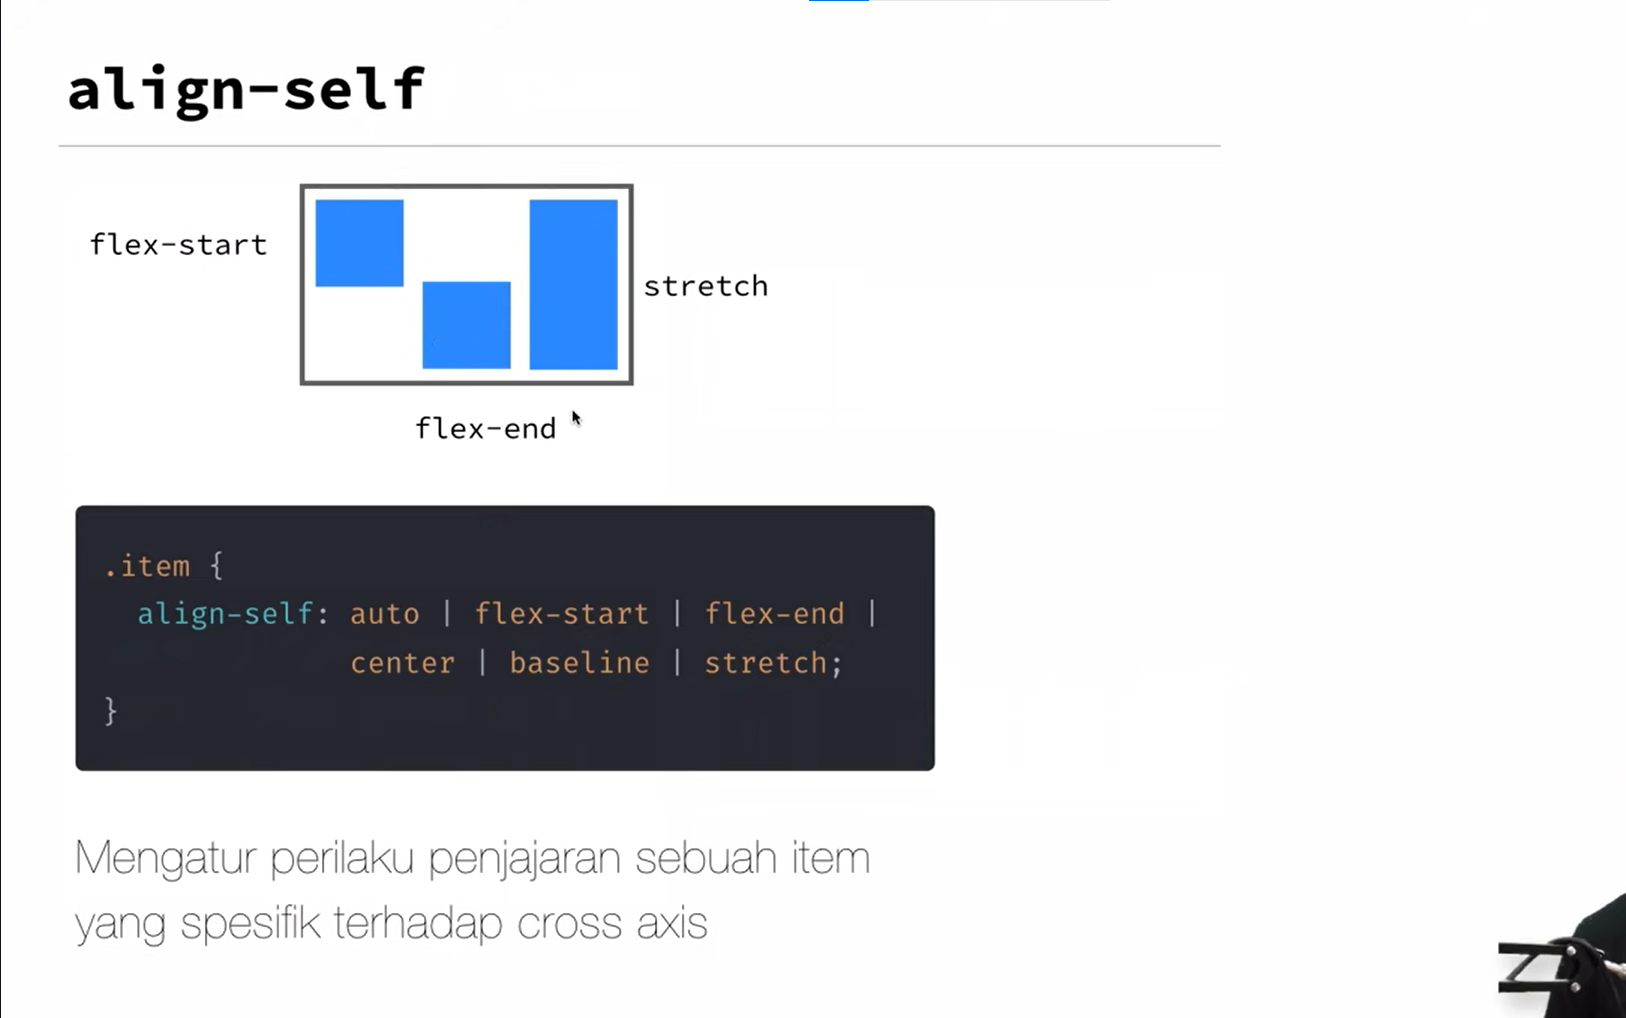 align-self
flex-start
stretch
flex-end
.item {
align-self: auto | flex-start | flex-end |
center | baseline | stretch;
}
Mengatur perilaku penjajaran sebuah item
yang spesifik terhadap cross axis